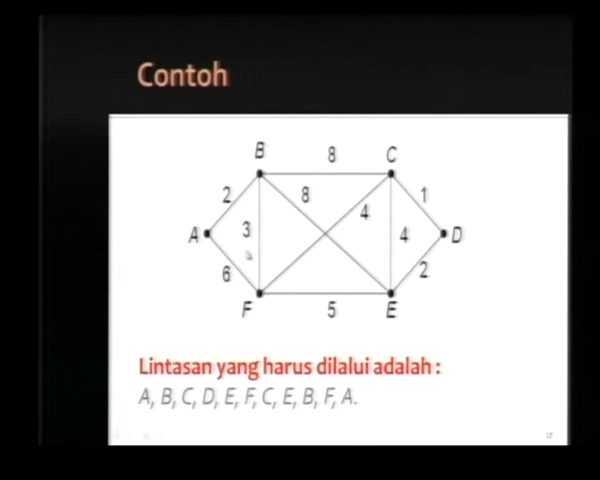 Contoh
B 8 C
2 8 1
4
A 3 4 D
6 2
F 5 E
Lintasan yang harus dilalui adalah :
A, B, C, D, E, F, C, E, B, F, A.